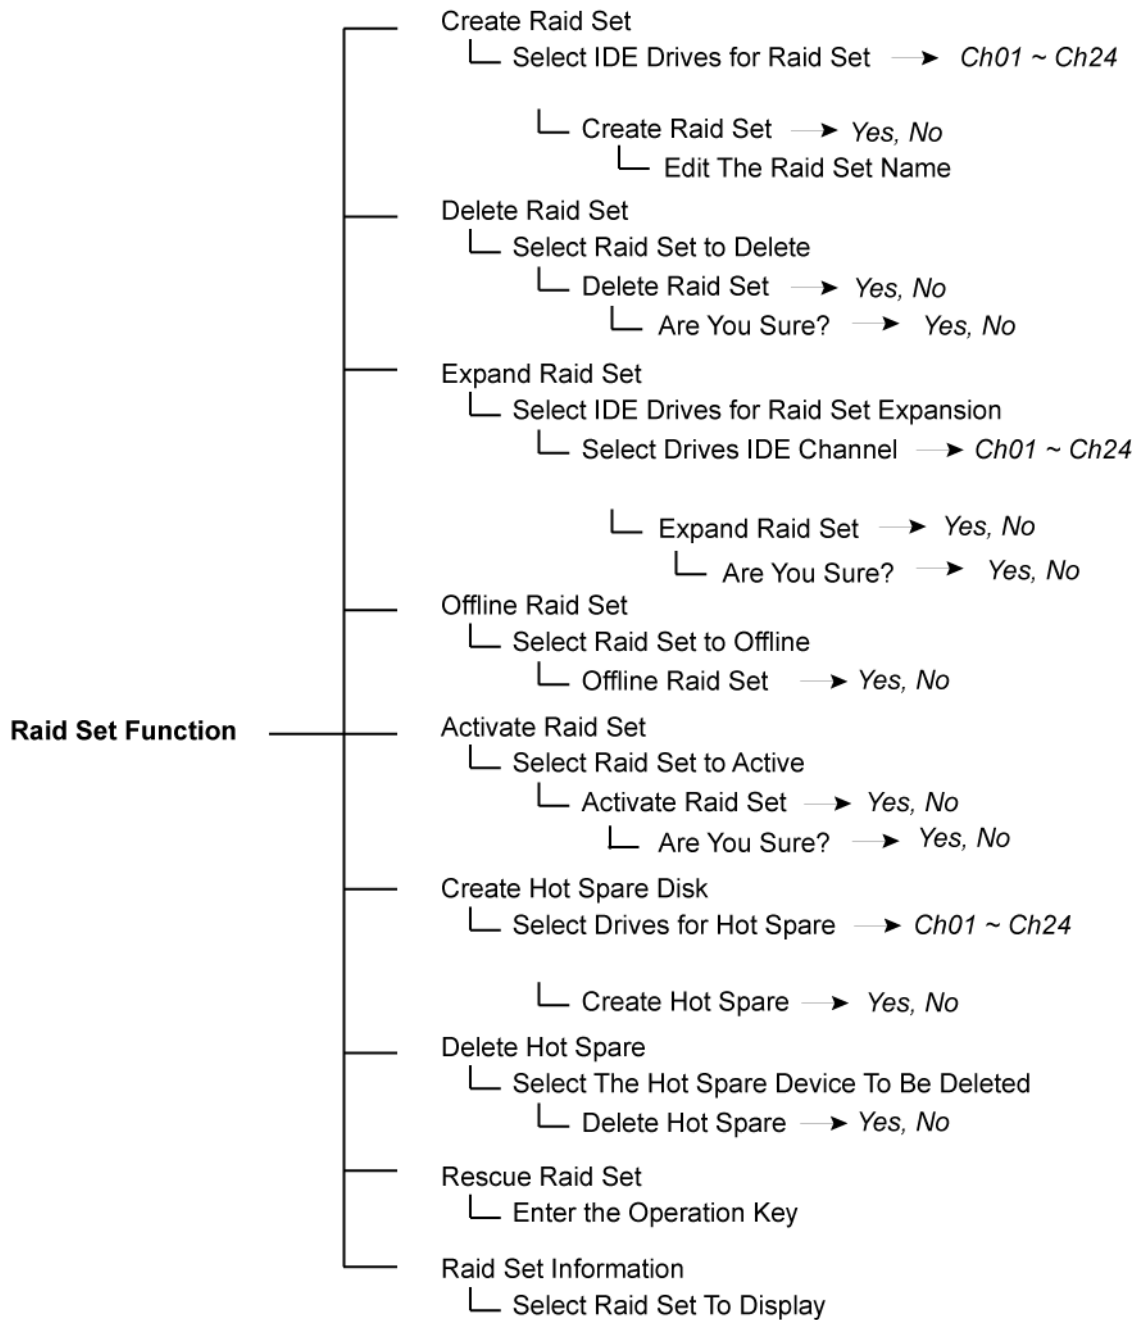 Create Raid Set
Select IDE Drives for Raid Set Ch01 ~ Ch24
Create Raid Set Yes, No
Edit The Raid Set Name
Delete Raid Set
Select Raid Set to Delete
Delete Raid Set Yes, No
Are You Sure? Yes, No
Expand Raid Set
Select IDE Drives for Raid Set Expansion
Select Drives IDE Channel Ch01 ~ Ch24
Expand Raid Set Yes, No
Are You Sure? Yes, No
Offline Raid Set
Select Raid Set to Offline
Offline Raid Set Yes, No
Raid Set Function Activate Raid Set
Select Raid Set to Active
Activate Raid Set Yes, No
Are You Sure? Yes, No
Create Hot Spare Disk
Select Drives for Hot Spare Ch01 ~ Ch24
Create Hot Spare Yes, No
Delete Hot Spare
Select The Hot Spare Device To Be Deleted
Delete Hot Spare Yes, No
Rescue Raid Set
Enter the Operation Key
Raid Set Information
Select Raid Set To Display